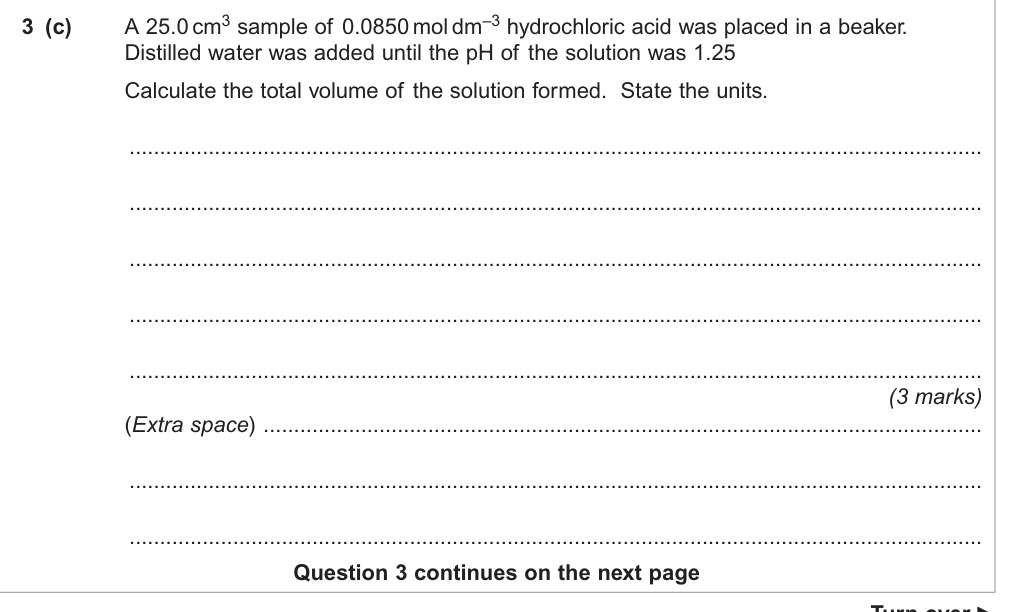 3 (c) A 25.0 cm³ sample of 0.0850 mol dm⁻³ hydrochloric acid was placed in a beaker.
Distilled water was added until the pH of the solution was 1.25
Calculate the total volume of the solution formed. State the units.
(3 marks)
(Extra space)
Question 3 continues on the next page
Turn over ►